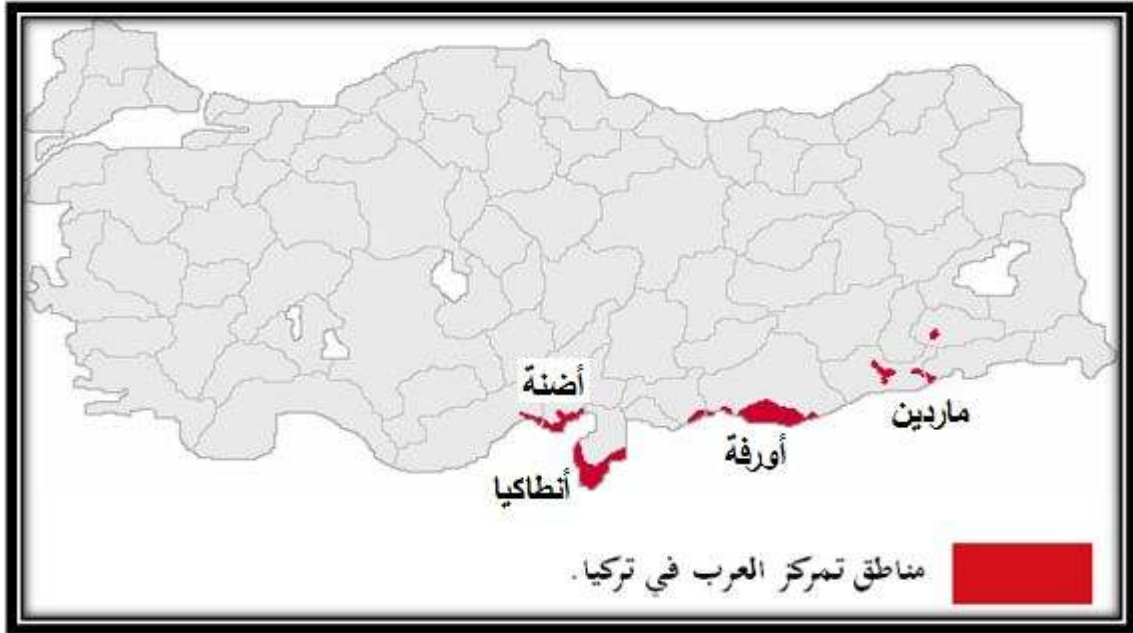 أضنة
ماردين
أورفة
أنطاكيا
مناطق تمركز العرب في تركيا.